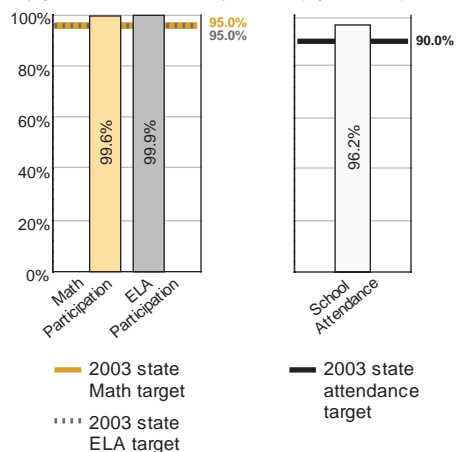 100%
80%
60%
40%
20%
0%
95.0%
95.0%
99.6%
99.9%
Math
Participation
ELA
Participation
2003 state
Math target
2003 state
ELA target
90.0%
96.2%
School
Attendance
2003 state
attendance
target